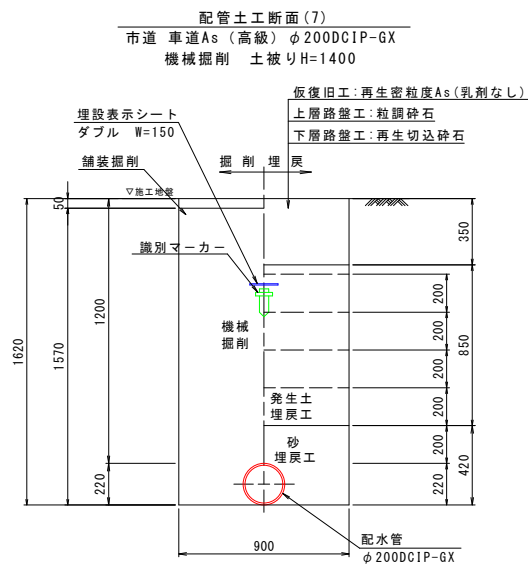 配管土工断面(7)
市道 車道As（高級）φ200DCIP-GX
機械掘削 土被りH=1400
仮復旧工:再生密粒度As(乳剤なし)
上層路盤工:粒調砕石
下層路盤工:再生切込砕石
埋設表示シート
ダブル W=150
掘削 埋戻
舗装掘削
▽施工地盤
識別マーカー
50
1200
1570
1620
220
350
850
420
200
200
200
200
200
220
機械
掘削
発生土
埋戻工
砂
埋戻工
900
配水管
φ200DCIP-GX